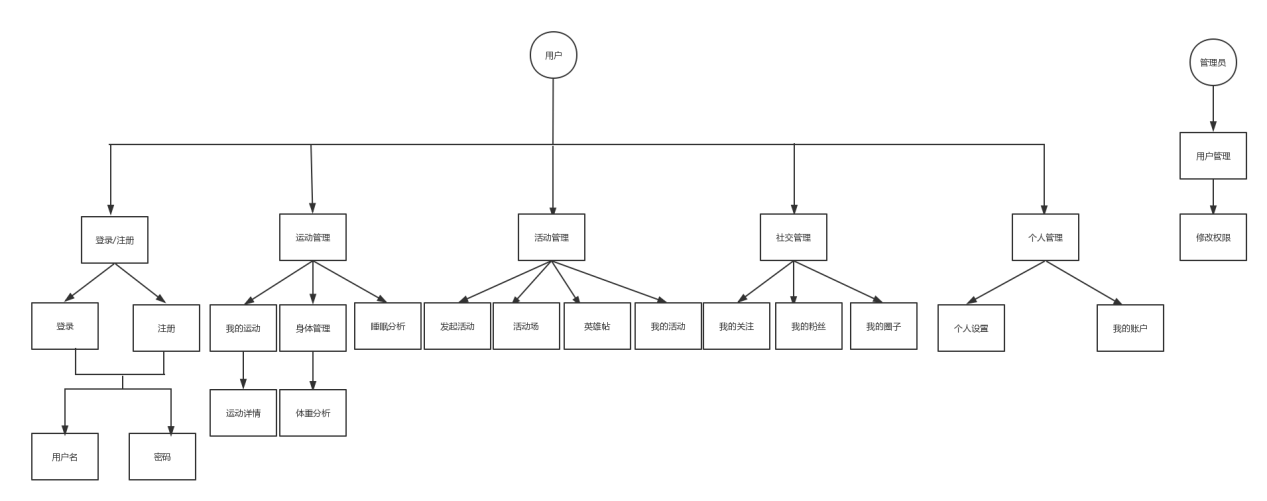 用户
管理员
用户管理
登录/注册
运动管理
活动管理
社交管理
个人管理
修改权限
登录
注册
我的运动
身体管理
睡眠分析
发起活动
活动场
英雄帖
我的活动
我的关注
我的粉丝
我的圈子
个人设置
我的账户
运动详情
体重分析
用户名
密码